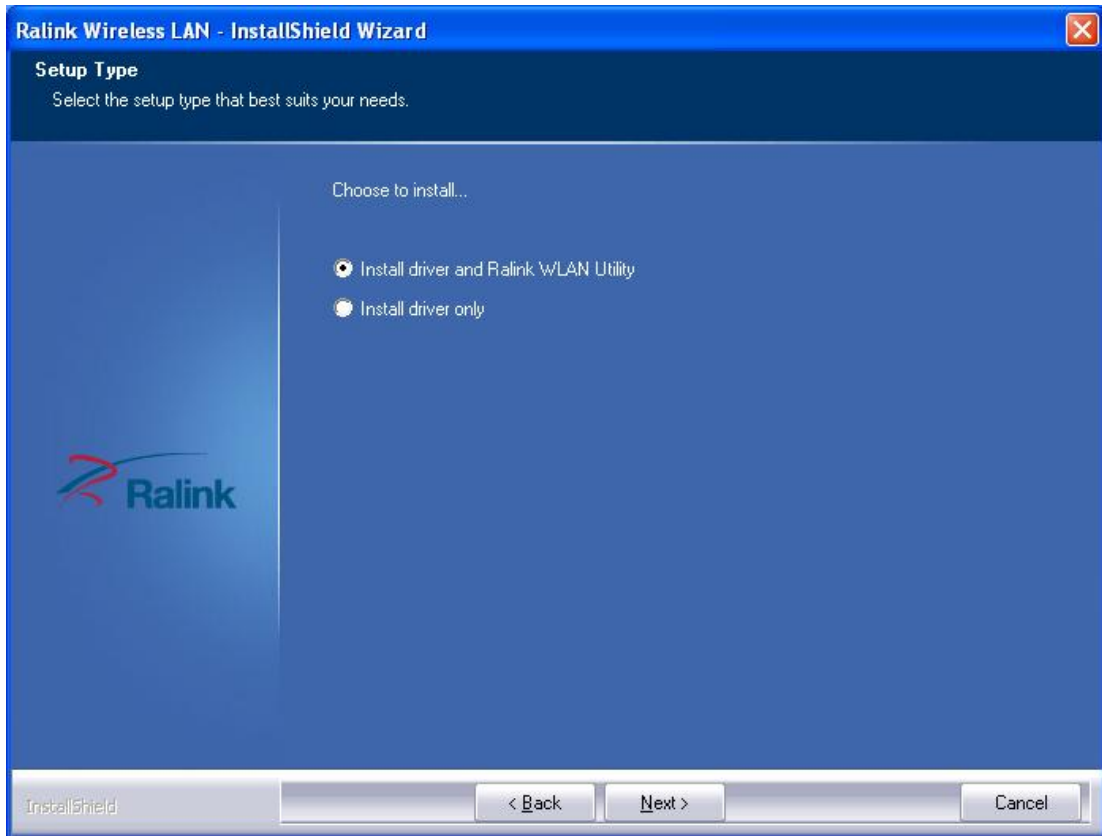 Ralink Wireless LAN - InstallShield Wizard
Setup Type
Select the setup type that best suits your needs.
Choose to install...
Install driver and Ralink WLAN Utility
Install driver only
Ralink
InstallShield
< Back
Next >
Cancel